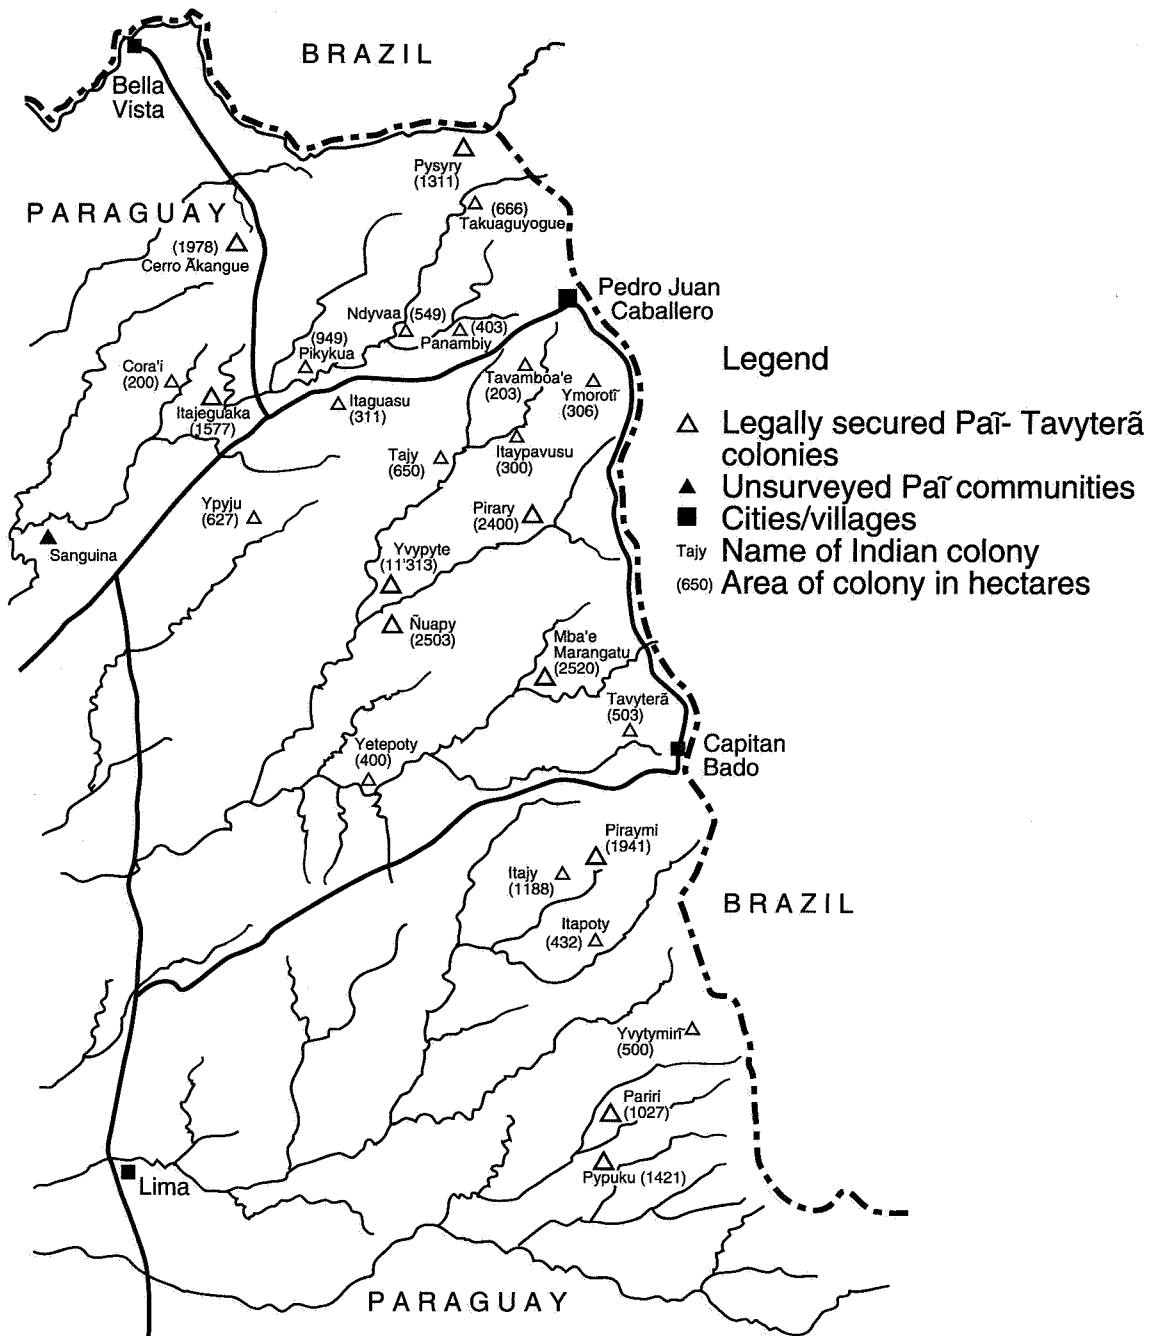 BRAZIL
Bella
Vista
Pysyry
(1311)
PARAGUAY
(666)
Takuaguyogue
(1978)
Cerro Ãkangue
Pedro Juan
Caballero
Ndyvaa (549)
(403)
Panambiy
(949)
Pikykua
Cora'i
(200)
Itajeguaka
(1577)
Itaguasu
(311)
Tavamboa'e
(203)
Ymorotĩ
(306)
Legend
Legally secured Paĩ- Tavyterã
colonies
Unsurveyed Paĩ communities
Cities/villages
Tajy Name of Indian colony
(650) Area of colony in hectares
Tajy
(650)
Itaypavusu
(300)
Ypyju
(627)
Pirary
(2400)
Sanguina
Yvypyte
(11'313)
Ñuapy
(2503)
Mba'e
Marangatu
(2520)
Tavyterã
(503)
Yetepoty
(400)
Capitan
Bado
Piraymi
(1941)
Itajy
(1188)
Itapoty
(432)
BRAZIL
Yvytymirĩ
(500)
Pariri
(1027)
Pypuku (1421)
Lima
PARAGUAY